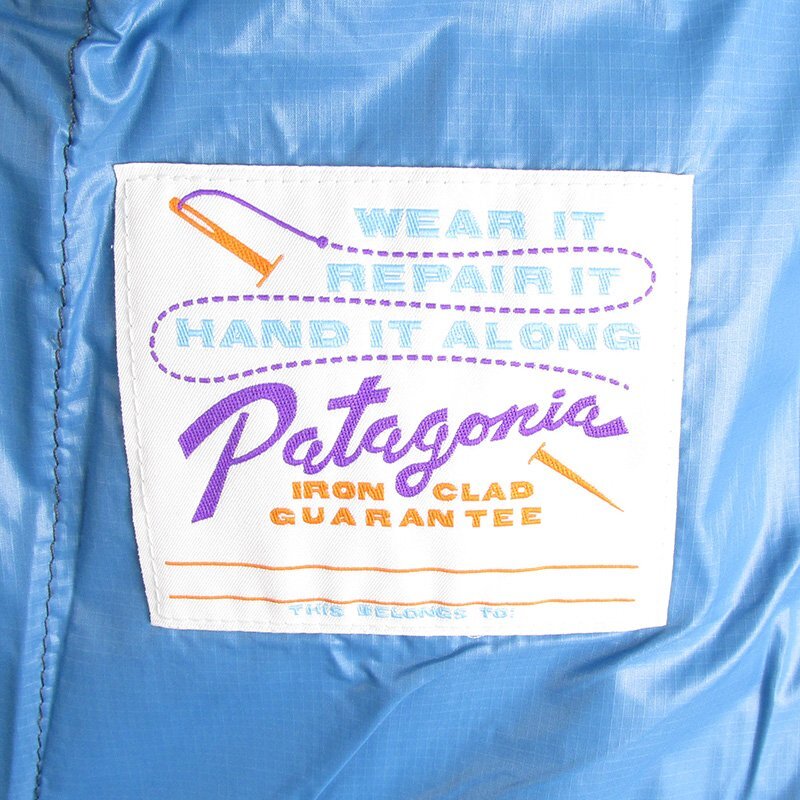 WEAR IT
REPAIR IT
HAND IT ALONG
Patagonia
IRON CLAD
GUARANTEE
THIS BELONGS TO: